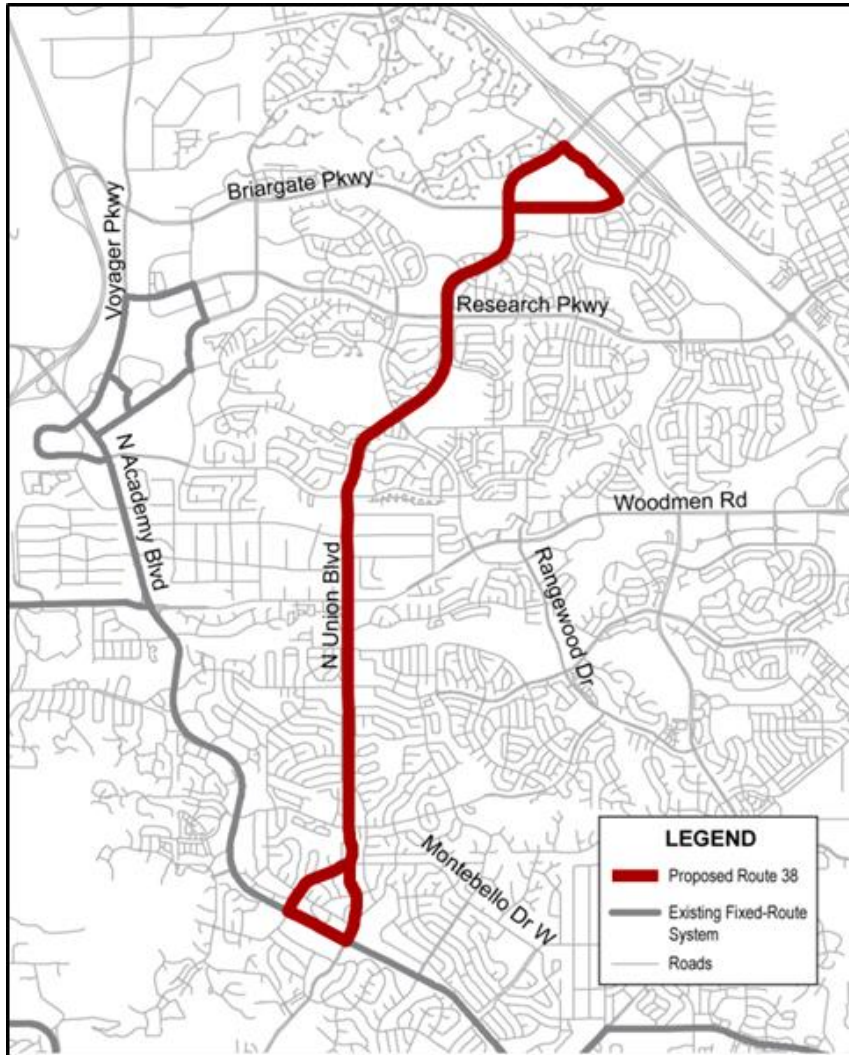 Voyager Pkwy
Briargate Pkwy
Research Pkwy
N Academy Blvd
Woodmen Rd
N Union Blvd
Rangewood Dr
Montebello Dr W
LEGEND
Proposed Route 38
Existing Fixed-Route
System
Roads